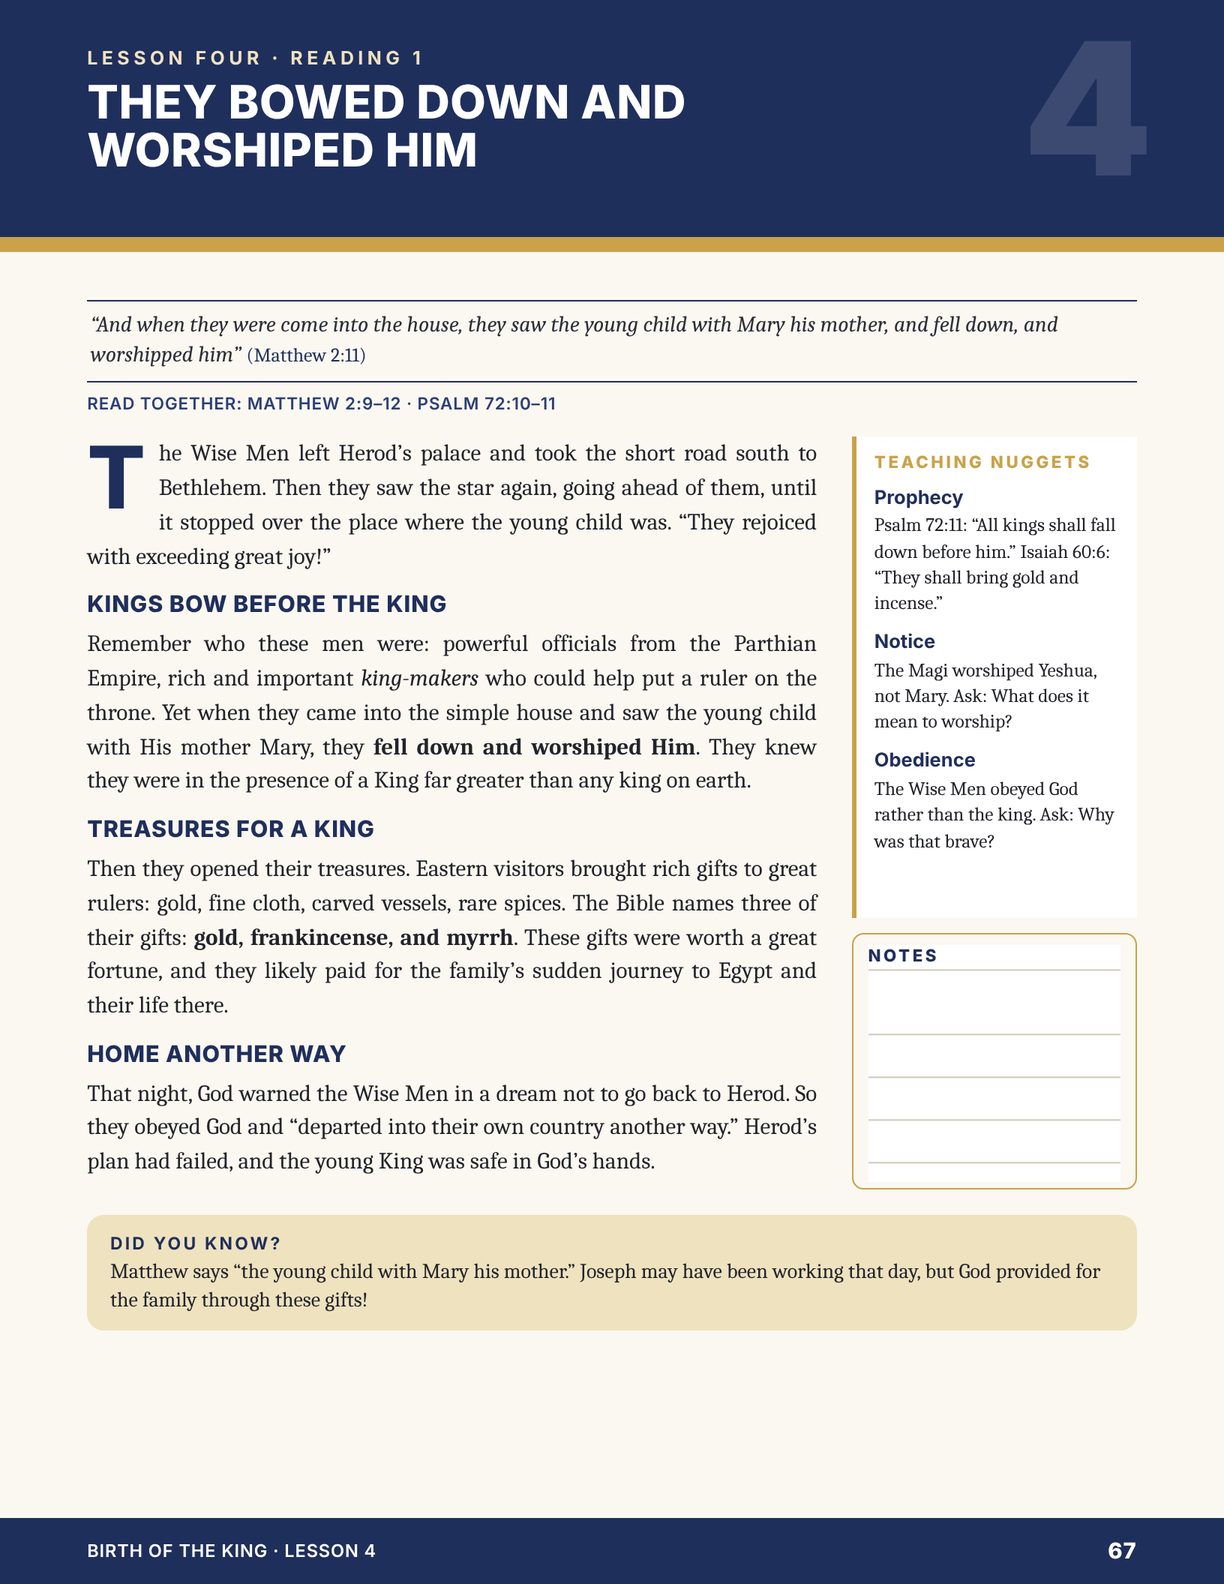 LESSON FOUR · READING 1
4
THEY BOWED DOWN AND
WORSHIPED HIM
“And when they were come into the house, they saw the young child with Mary his mother, and fell down, and
worshipped him” (Matthew 2:11)
READ TOGETHER: MATTHEW 2:9–12 · PSALM 72:10–11
The Wise Men left Herod’s palace and took the short road south to
Bethlehem. Then they saw the star again, going ahead of them, until
it stopped over the place where the young child was. “They rejoiced
with exceeding great joy!”
KINGS BOW BEFORE THE KING
Remember who these men were: powerful officials from the Parthian
Empire, rich and important king-makers who could help put a ruler on the
throne. Yet when they came into the simple house and saw the young child
with His mother Mary, they fell down and worshiped Him. They knew
they were in the presence of a King far greater than any king on earth.
TREASURES FOR A KING
Then they opened their treasures. Eastern visitors brought rich gifts to great
rulers: gold, fine cloth, carved vessels, rare spices. The Bible names three of
their gifts: gold, frankincense, and myrrh. These gifts were worth a great
fortune, and they likely paid for the family’s sudden journey to Egypt and
their life there.
HOME ANOTHER WAY
That night, God warned the Wise Men in a dream not to go back to Herod. So
they obeyed God and “departed into their own country another way.” Herod’s
plan had failed, and the young King was safe in God’s hands.
TEACHING NUGGETS
Prophecy
Psalm 72:11: “All kings shall fall
down before him.” Isaiah 60:6:
“They shall bring gold and
incense.”
Notice
The Magi worshiped Yeshua,
not Mary. Ask: What does it
mean to worship?
Obedience
The Wise Men obeyed God
rather than the king. Ask: Why
was that brave?
NOTES
DID YOU KNOW?
Matthew says “the young child with Mary his mother.” Joseph may have been working that day, but God provided for
the family through these gifts!
BIRTH OF THE KING · LESSON 4
67